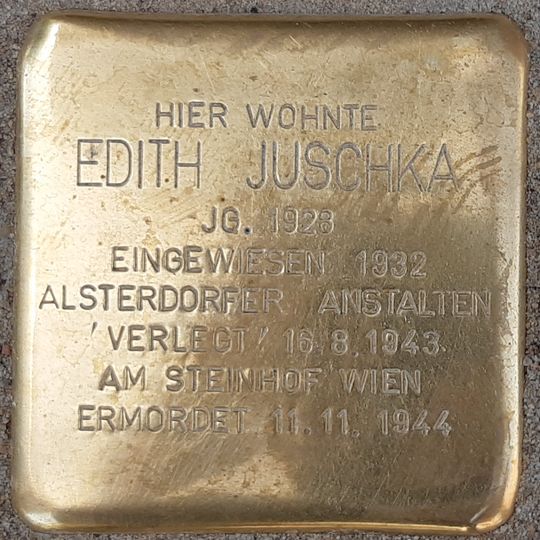 HIER WOHNTE
EDITH JUSCHKA
JG. 1928
EINGEWIESEN 1932
ALSTERDORFER ANSTALTEN
'VERLEGT' 16.8.1943
AM STEINHOF WIEN
ERMORDET 11.11.1944